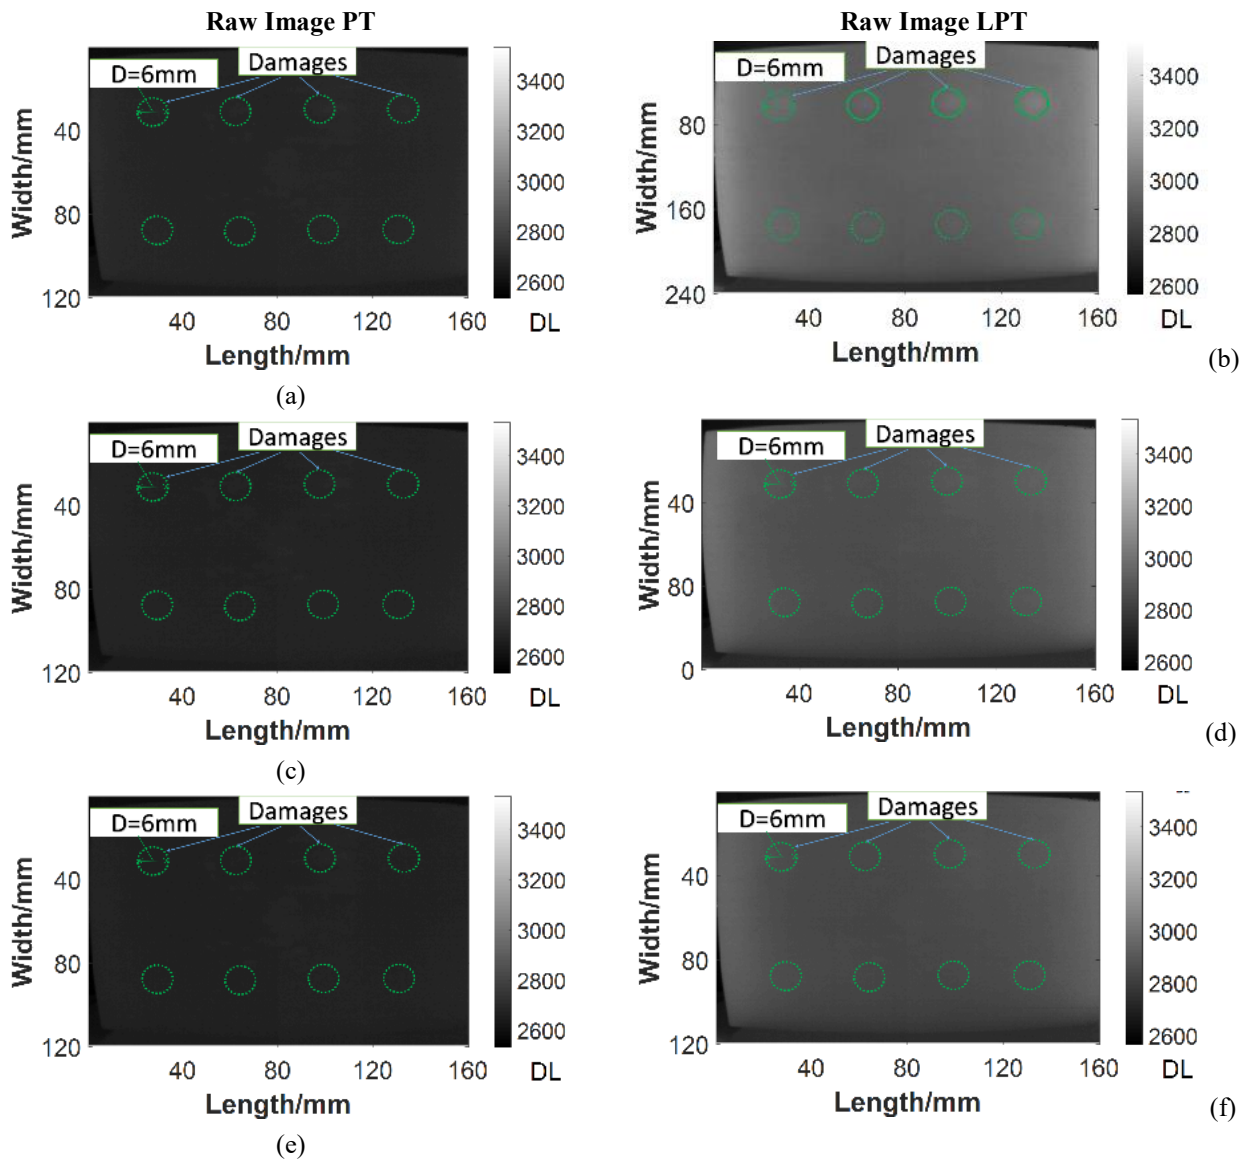 Raw Image PT
Raw Image LPT
D=6mm
Damages
40
80
120
40
80
120
160
Width/mm
Length/mm
3400
3200
3000
2800
2600
DL
(a)
D=6mm
Damages
80
160
240
40
80
120
160
Width/mm
Length/mm
3400
3200
3000
2800
2600
DL
(b)
D=6mm
Damages
40
80
120
40
80
120
160
Width/mm
Length/mm
3400
3200
3000
2800
2600
DL
(c)
D=6mm
Damages
40
80
0
40
80
120
160
Width/mm
Length/mm
3400
3200
3000
2800
2600
DL
(d)
D=6mm
Damages
40
80
120
40
80
120
160
Width/mm
Length/mm
3400
3200
3000
2800
2600
DL
(e)
D=6mm
Damages
40
80
120
40
80
120
160
Width/mm
Length/mm
3400
3200
3000
2800
2600
DL
(f)